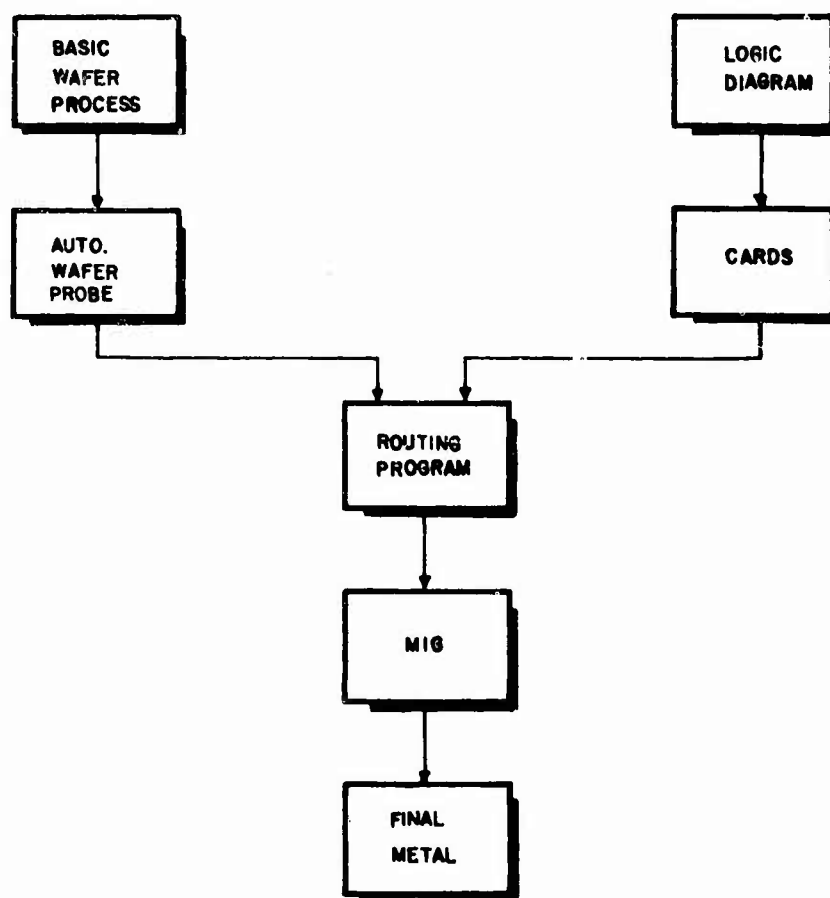 BASIC
WAFER
PROCESS
LOGIC
DIAGRAM
AUTO.
WAFER
PROBE
CARDS
ROUTING
PROGRAM
MIG
FINAL
METAL